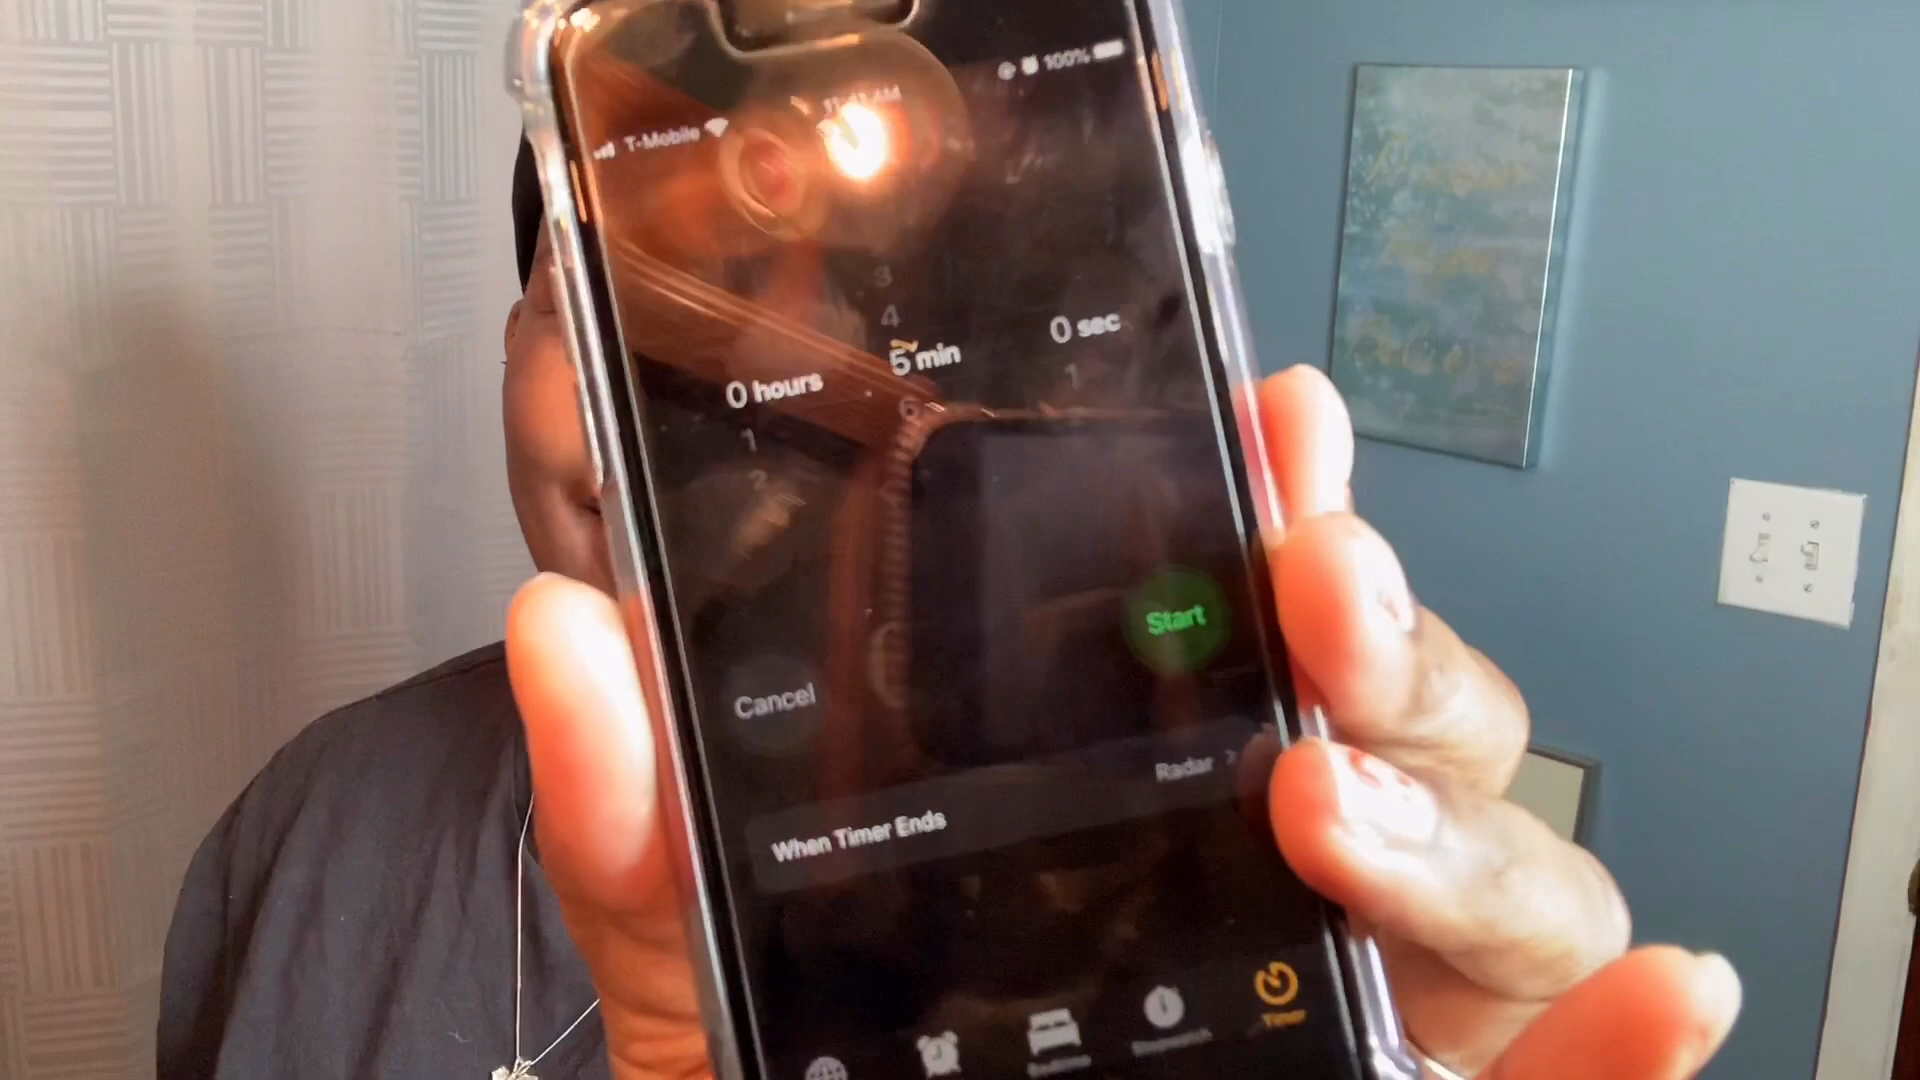 T-Mobile
100%
3
4
0 hours 5 min 0 sec
1 6 1
2
Cancel Start
When Timer Ends Radar >
Timer